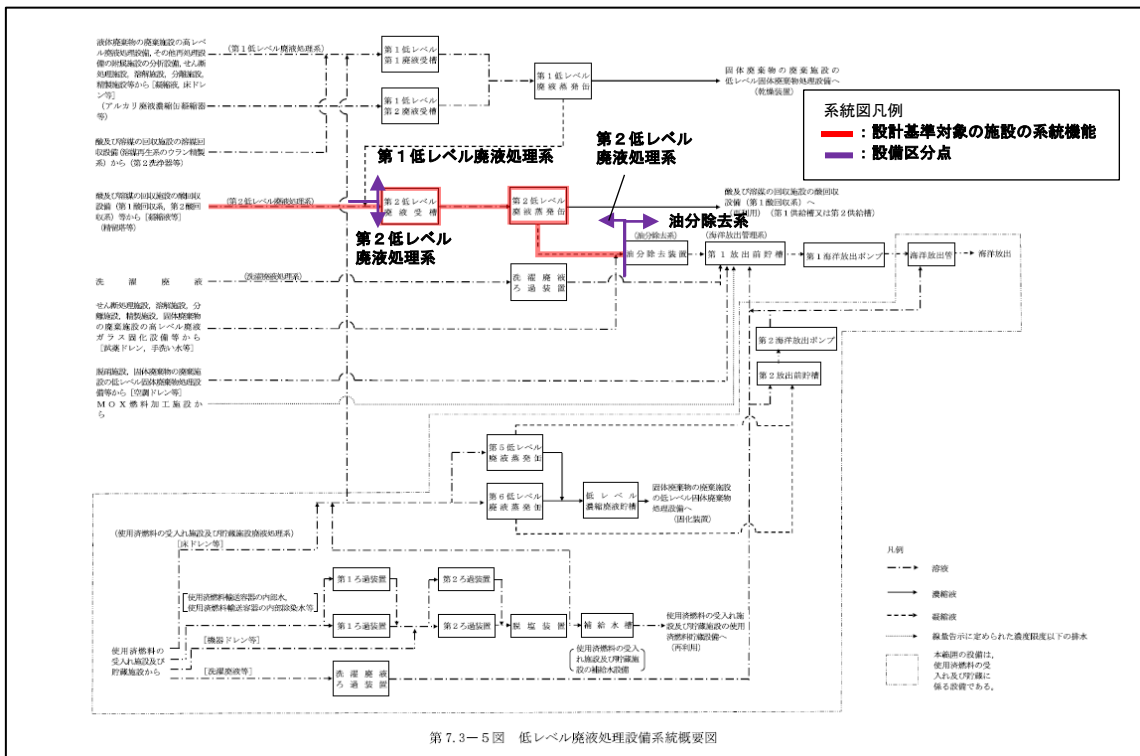 液体廃棄物の廃棄施設の高レベ
ル廃液処理設備,その他再処理設
備の附属施設の分析設備,せん断
処理施設,溶解施設,分離施設,
精製施設等から[凝縮液,床ドレ
ン等]
(アルカリ廃液濃縮缶凝縮器
等)
(第1低レベル廃液処理系)
第1低レベル
第1廃液受槽
第1低レベル
第2廃液受槽
第1低レベル
廃液蒸発缶
固体廃棄物の廃棄施設の
低レベル固体廃棄物処理設備へ
(乾燥装置)
系統図凡例
:設計基準対象の施設の系統機能
:設備区分点
酸及び溶媒の回収施設の溶媒回
収設備(溶媒再生系のウラン精製
系)から(第2洗浄器等)
第1低レベル廃液処理系
第2低レベル
廃液処理系
酸及び溶媒の回収施設の酸回収
設備(第1酸回収系,第2酸回
収系)等から[凝縮液等]
(精留塔等)
(第2低レベル廃液処理系)
第2低レベル
廃液受槽
第2低レベル
廃液蒸発缶
酸及び溶媒の回収施設の酸回収
設備(第1酸回収系)へ
(第1供給槽又は第2供給槽)
第2低レベル
廃液処理系
油分除去系
(油分除去系)
(海洋放出管理系)
油分除去装置
第1放出前貯槽
第1海洋放出ポンプ
海洋放出管
海洋放出
洗濯廃液
(洗濯廃液処理系)
洗濯廃液
ろ過装置
せん断処理施設,溶解施設,分
離施設,精製施設,固体廃棄物
の廃棄施設の高レベル廃液
ガラス固化設備等から
[試薬ドレン,手洗い水等]
第2海洋放出ポンプ
第2放出前貯槽
脱硝施設,固体廃棄物の廃棄施
設の低レベル固体廃棄物処理設
備等から[空調ドレン等]
MOX燃料加工施設か
ら
第5低レベル
廃液蒸発缶
第6低レベル
廃液蒸発缶
低レベル
濃縮廃液貯槽
固体廃棄物の廃棄施設
の低レベル固体廃棄物
処理設備へ
(固化装置)
(使用済燃料の受入れ施設及び貯蔵施設廃液処理系)
[床ドレン等]
使用済燃料輸送容器の内部水,
使用済燃料輸送容器の内部除染水等
第1ろ過装置
第2ろ過装置
第1ろ過装置
第2ろ過装置
脱塩装置
補給水槽
使用済燃料の受入れ施
設及び貯蔵施設の使用
済燃料貯蔵設備へ
(再利用)
使用済燃料の受入
れ施設及び貯蔵施
設の補給水設備
[機器ドレン等]
使用済燃料の
受入れ施設及び
貯蔵施設から
[洗濯廃液等]
洗濯廃液
ろ過装置
凡例
溶液
濃縮液
凝縮液
線量告示に定められた濃度限度以下の排水
本範囲の設備は,
使用済燃料の受
入れ及び貯蔵に
係る設備である。
第7.3-5図 低レベル廃液処理設備系統概要図